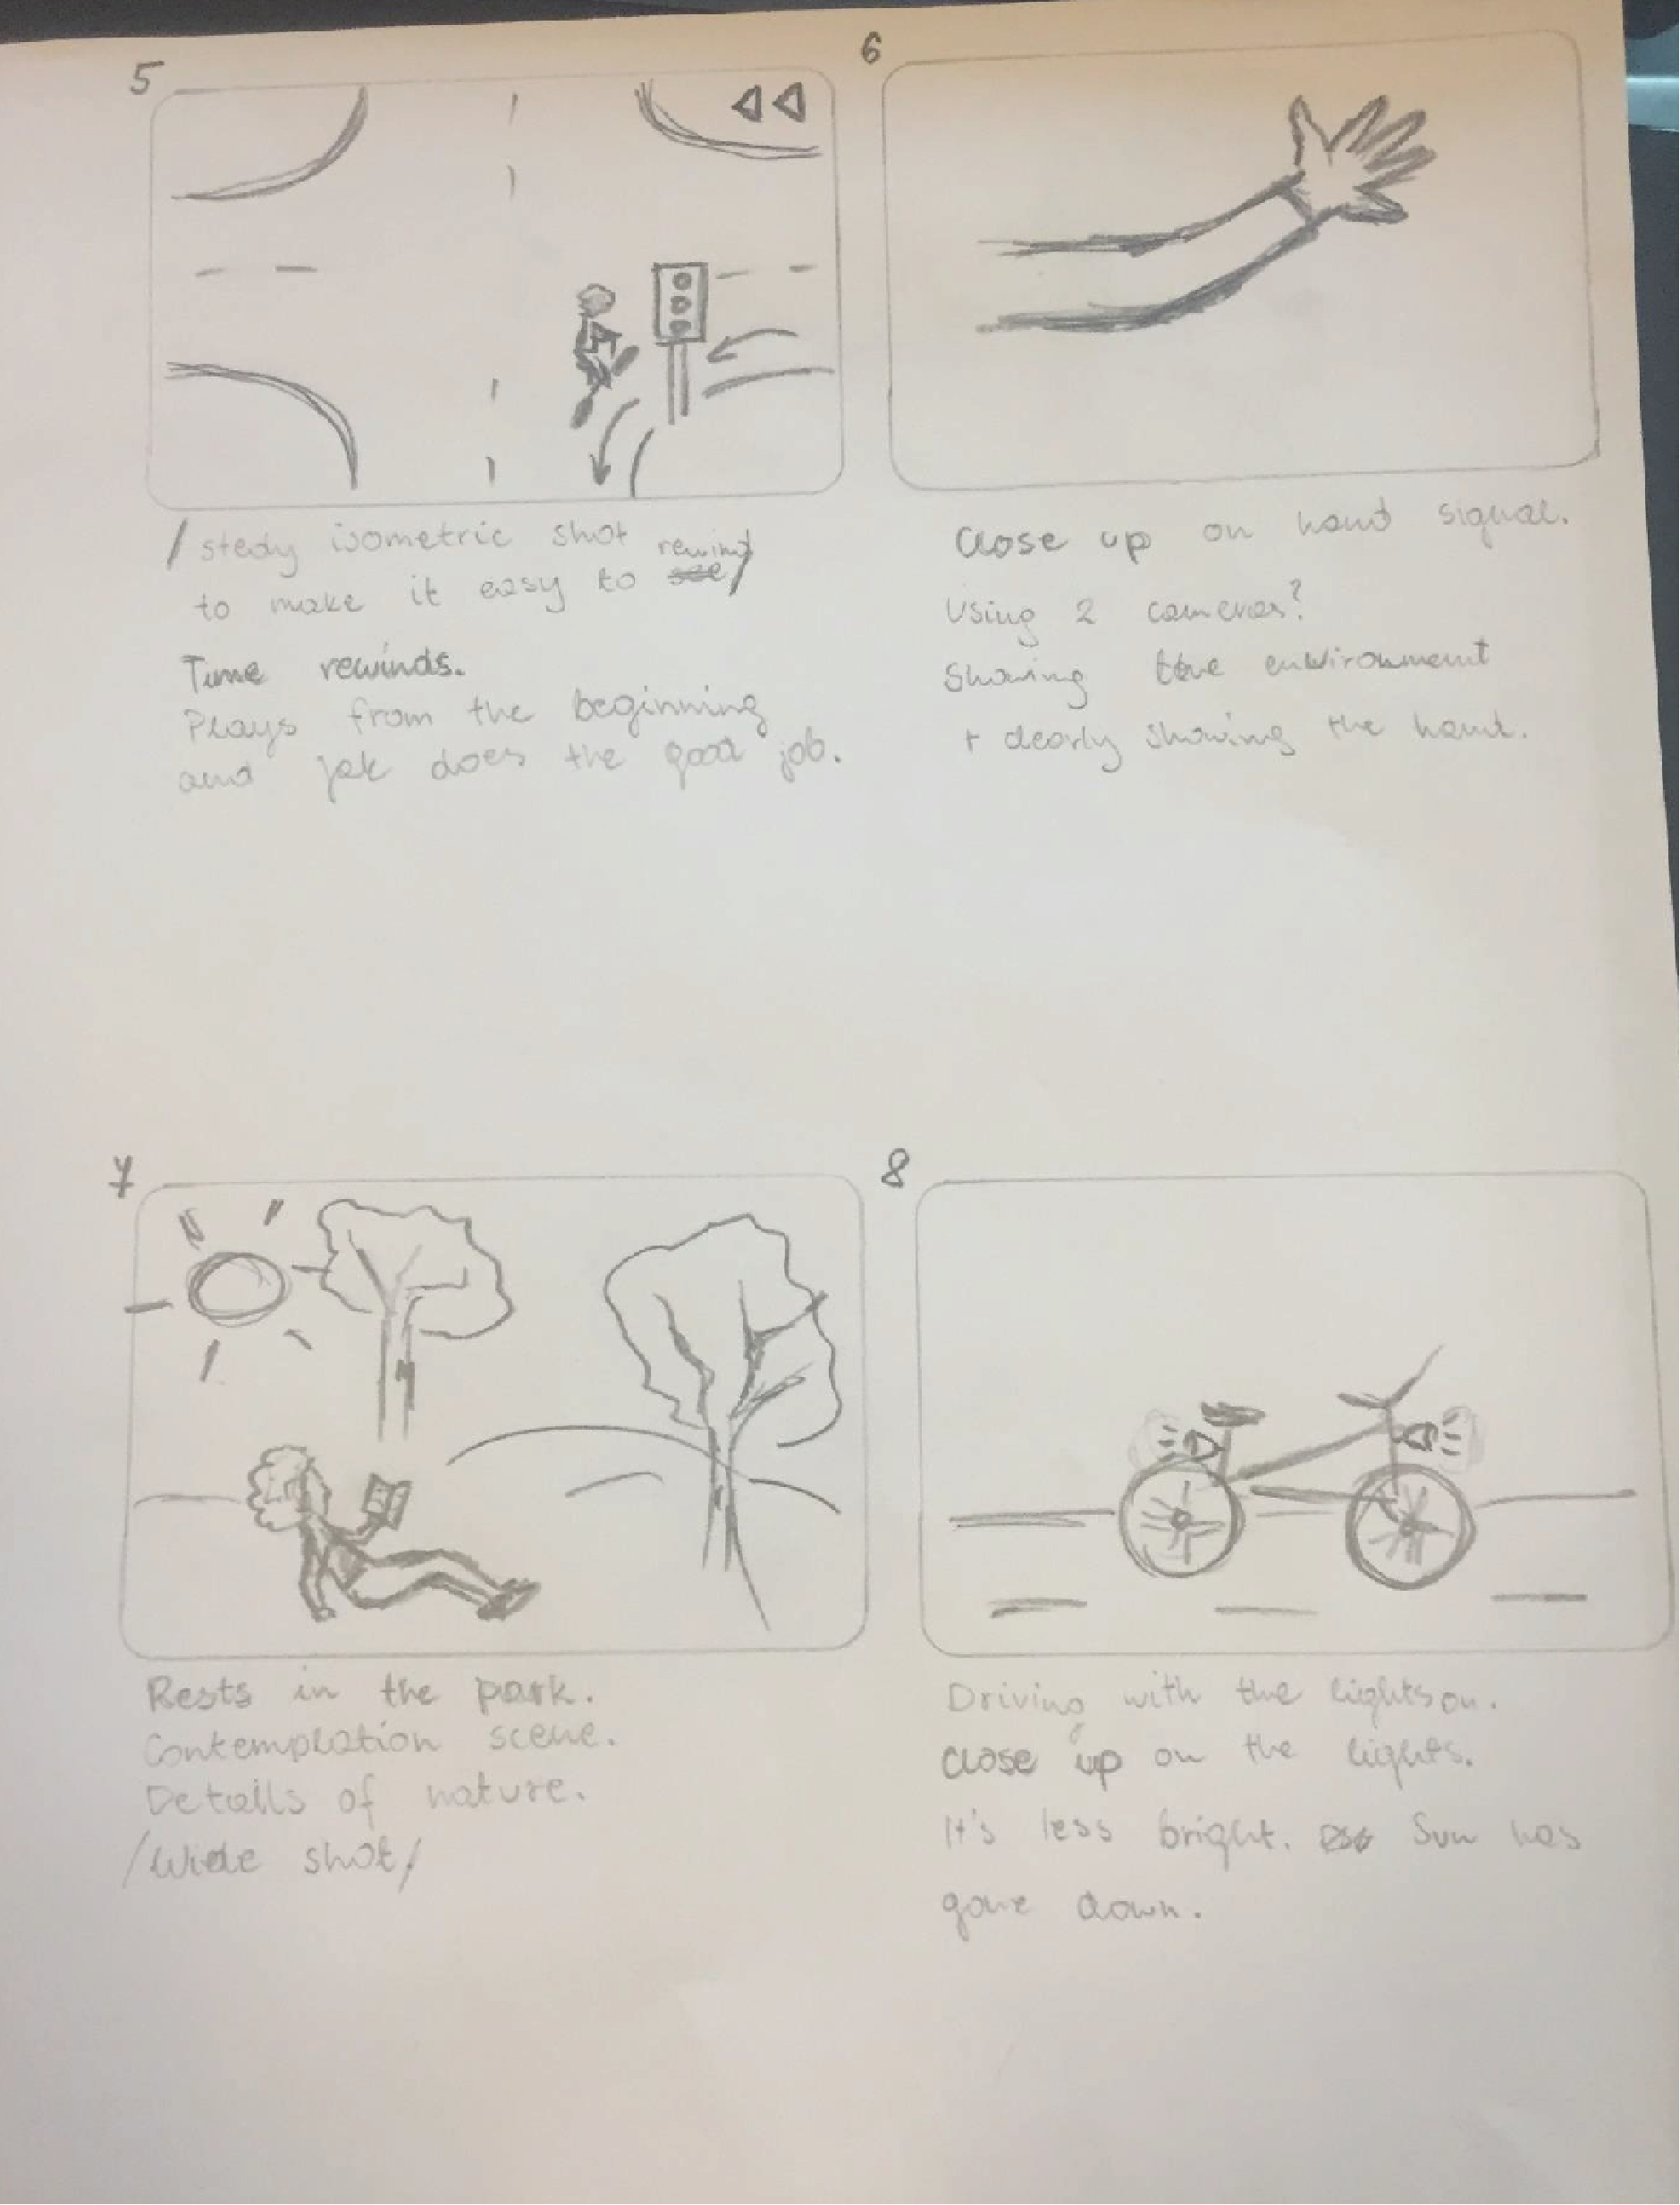 5
/stedy isometric shot rewind
to make it easy to see/
Time rewinds.
Plays from the beginning
and jak does the good job.
6
Close up on hand signal.
Using 2 cameras?
Showing the environment
+ clearly showing the hand.
7
Rests in the park.
Contemplation scene.
Details of nature.
/Wide shot/
8
Driving with the lights on.
Close up on the lights.
It's less bright. Sun has
gone down.